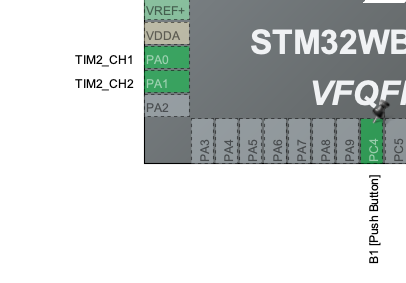 VREF+
VDDA
TIM2_CH1 PA0
TIM2_CH2 PA1
PA2
STM32WB
VFQF
PA3
PA4
PA5
PA6
PA7
PA8
PA9
PC4
PC5
B1 [Push Button]